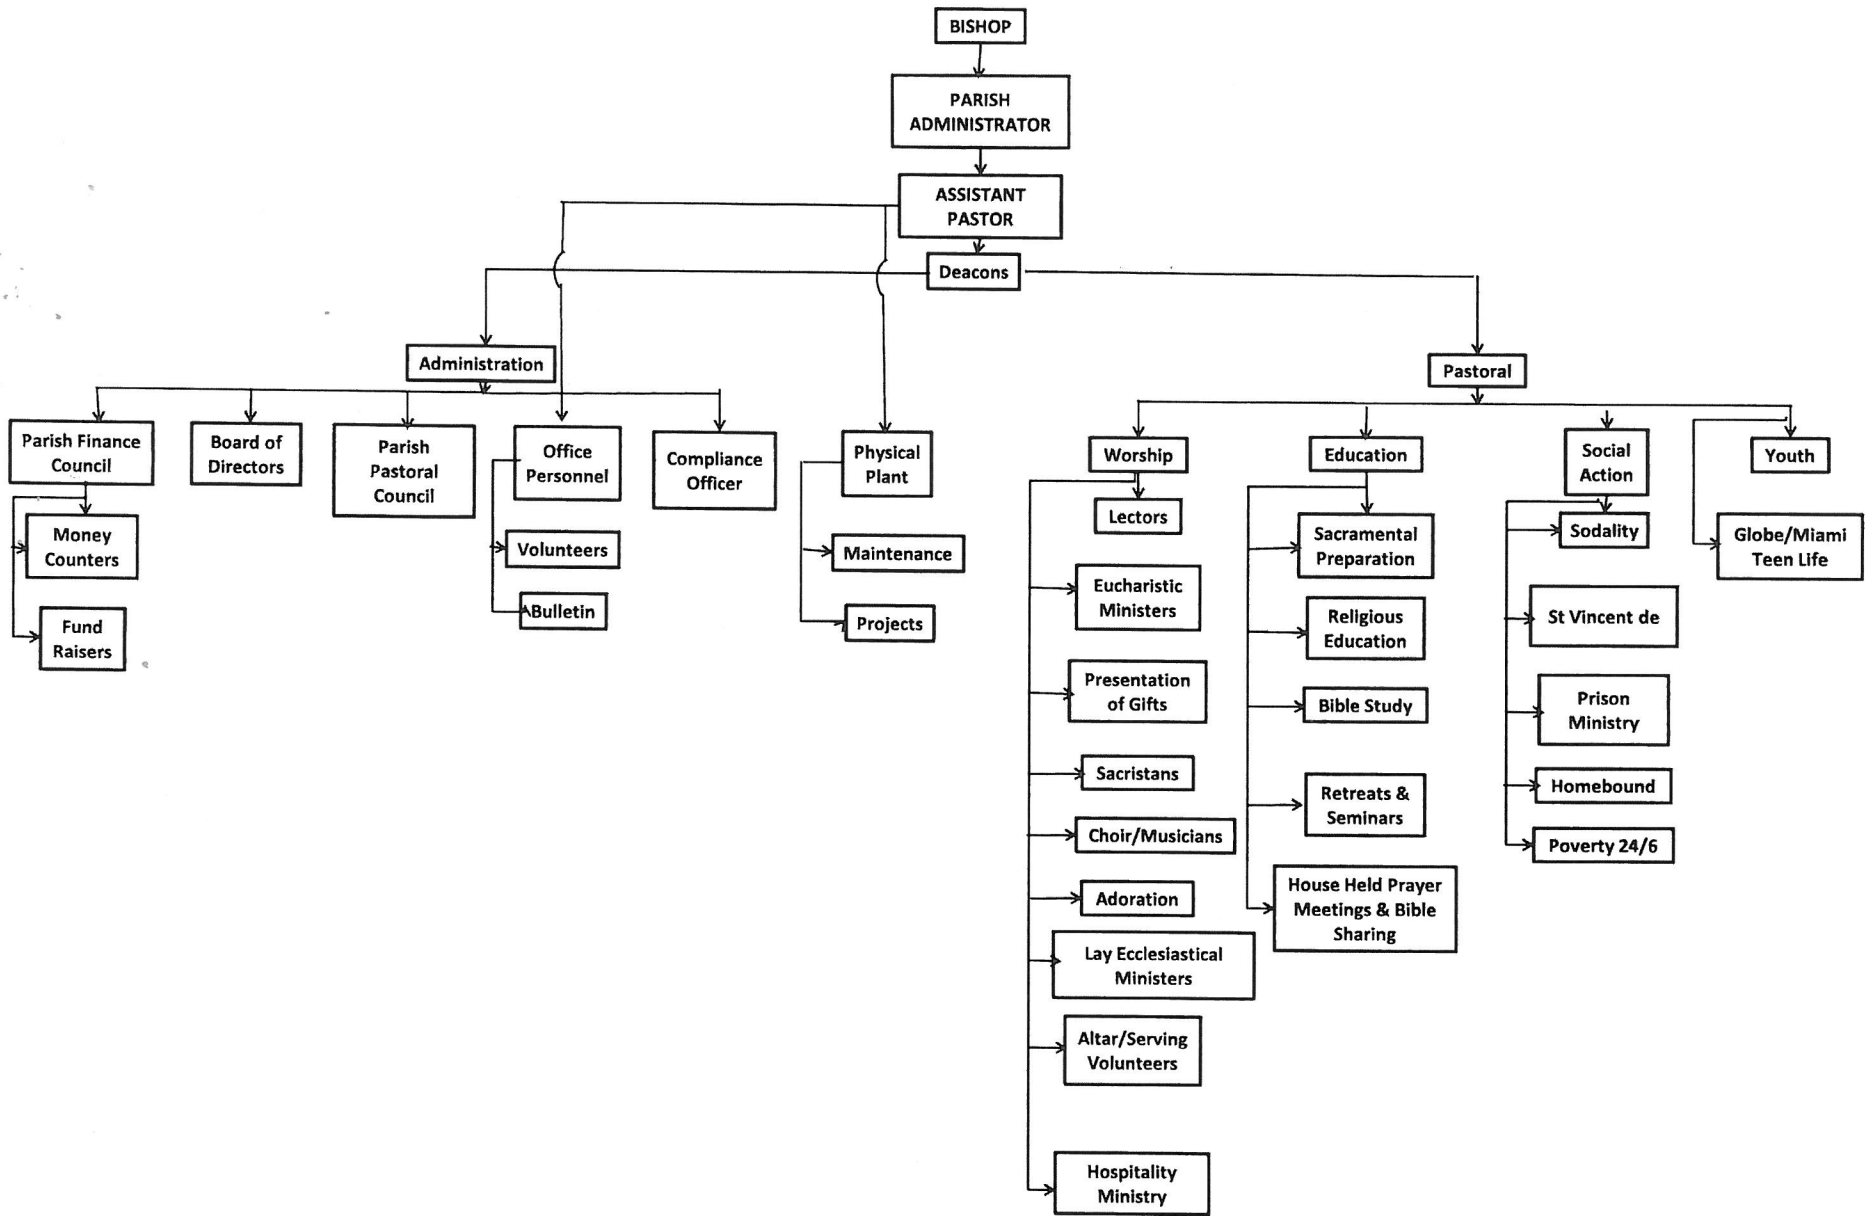 BISHOP
PARISH
ADMINISTRATOR
ASSISTANT
PASTOR
Deacons
Administration
Pastoral
Parish Finance
Council
Board of
Directors
Parish
Pastoral
Council
Office
Personnel
Compliance
Officer
Physical
Plant
Money
Counters
Fund
Raisers
Volunteers
Bulletin
Maintenance
Projects
Worship
Lectors
Eucharistic
Ministers
Presentation
of Gifts
Sacristans
Choir/Musicians
Adoration
Lay Ecclesiastical
Ministers
Altar/Serving
Volunteers
Hospitality
Ministry
Education
Sacramental
Preparation
Religious
Education
Bible Study
Retreats &
Seminars
House Held Prayer
Meetings & Bible
Sharing
Social
Action
Sodality
St Vincent de
Prison
Ministry
Homebound
Poverty 24/6
Youth
Globe/Miami
Teen Life